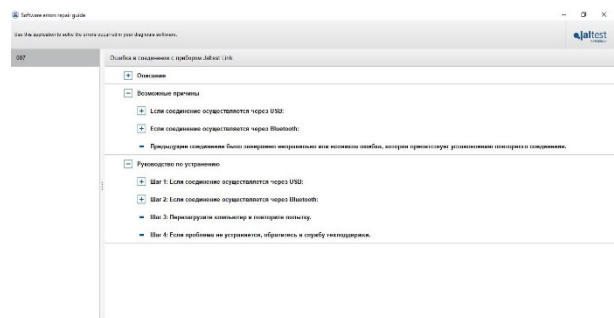 Software errors repair guide
Use this application to solve the errors occurred in your diagnosis software.
jaltest
007
Ошибка в соединении с прибором Jaltest Link
Описание
Возможные причины
Если соединение осуществляется через USB:
Если соединение осуществляется через Bluetooth:
Предыдущее соединение было завершено неправильно или возникла ошибка, которая препятствует установлению повторного соединения.
Руководство по устранению
Шаг 1: Если соединение осуществляется через USB:
Шаг 2: Если соединение осуществляется через Bluetooth:
Шаг 3: Перезагрузите компьютер и повторите попытку.
Шаг 4: Если проблема не устраняется, обратитесь в службу техподдержки.